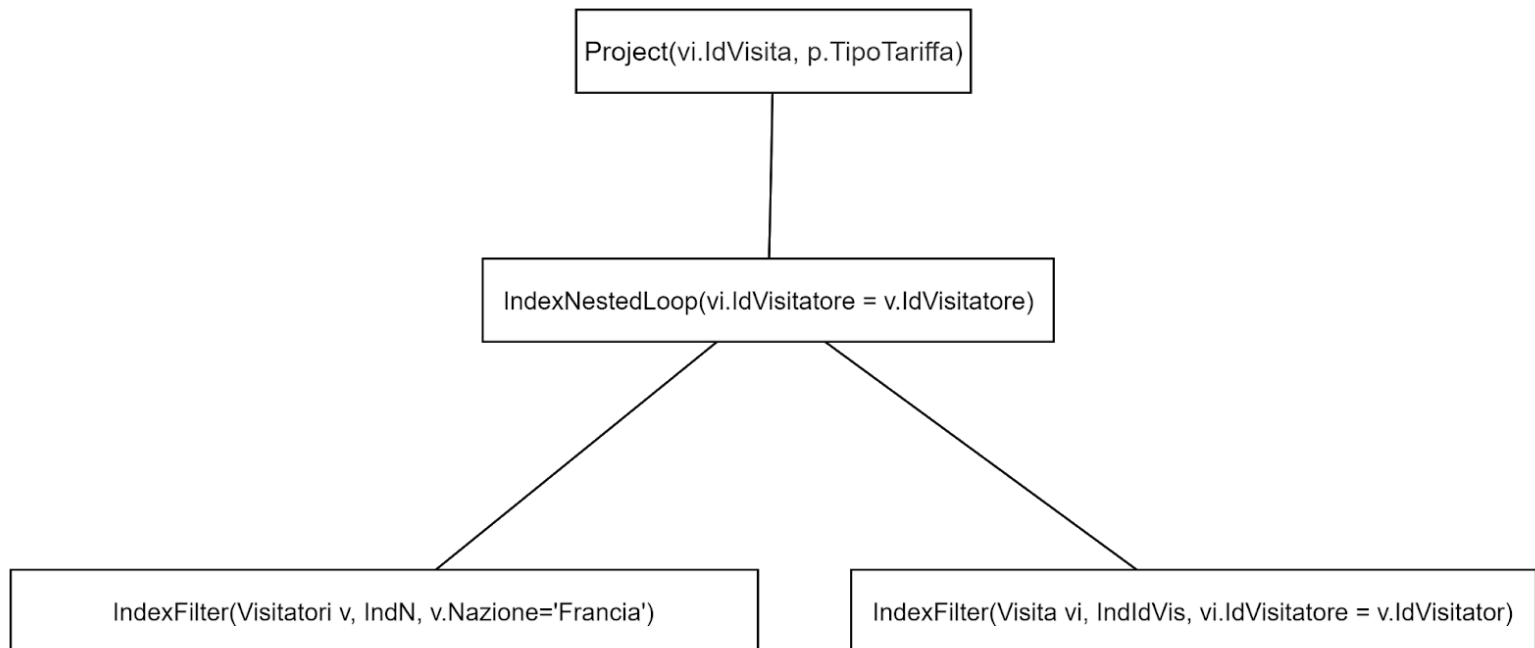 Project(vi.IdVisita, p.TipoTariffa)
IndexNestedLoop(vi.IdVisitatore = v.IdVisitatore)
IndexFilter(Visitatori v, IndN, v.Nazione='Francia')
IndexFilter(Visita vi, IndIdVis, vi.IdVisitatore = v.IdVisitator)